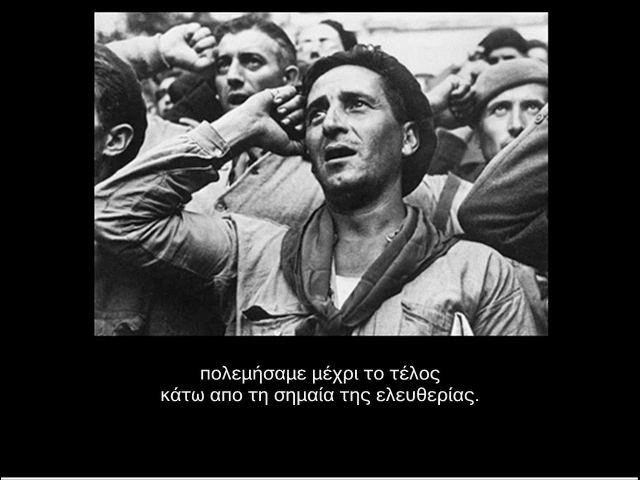 πολεμήσαμε μέχρι το τέλος
κάτω απο τη σημαία της ελευθερίας.